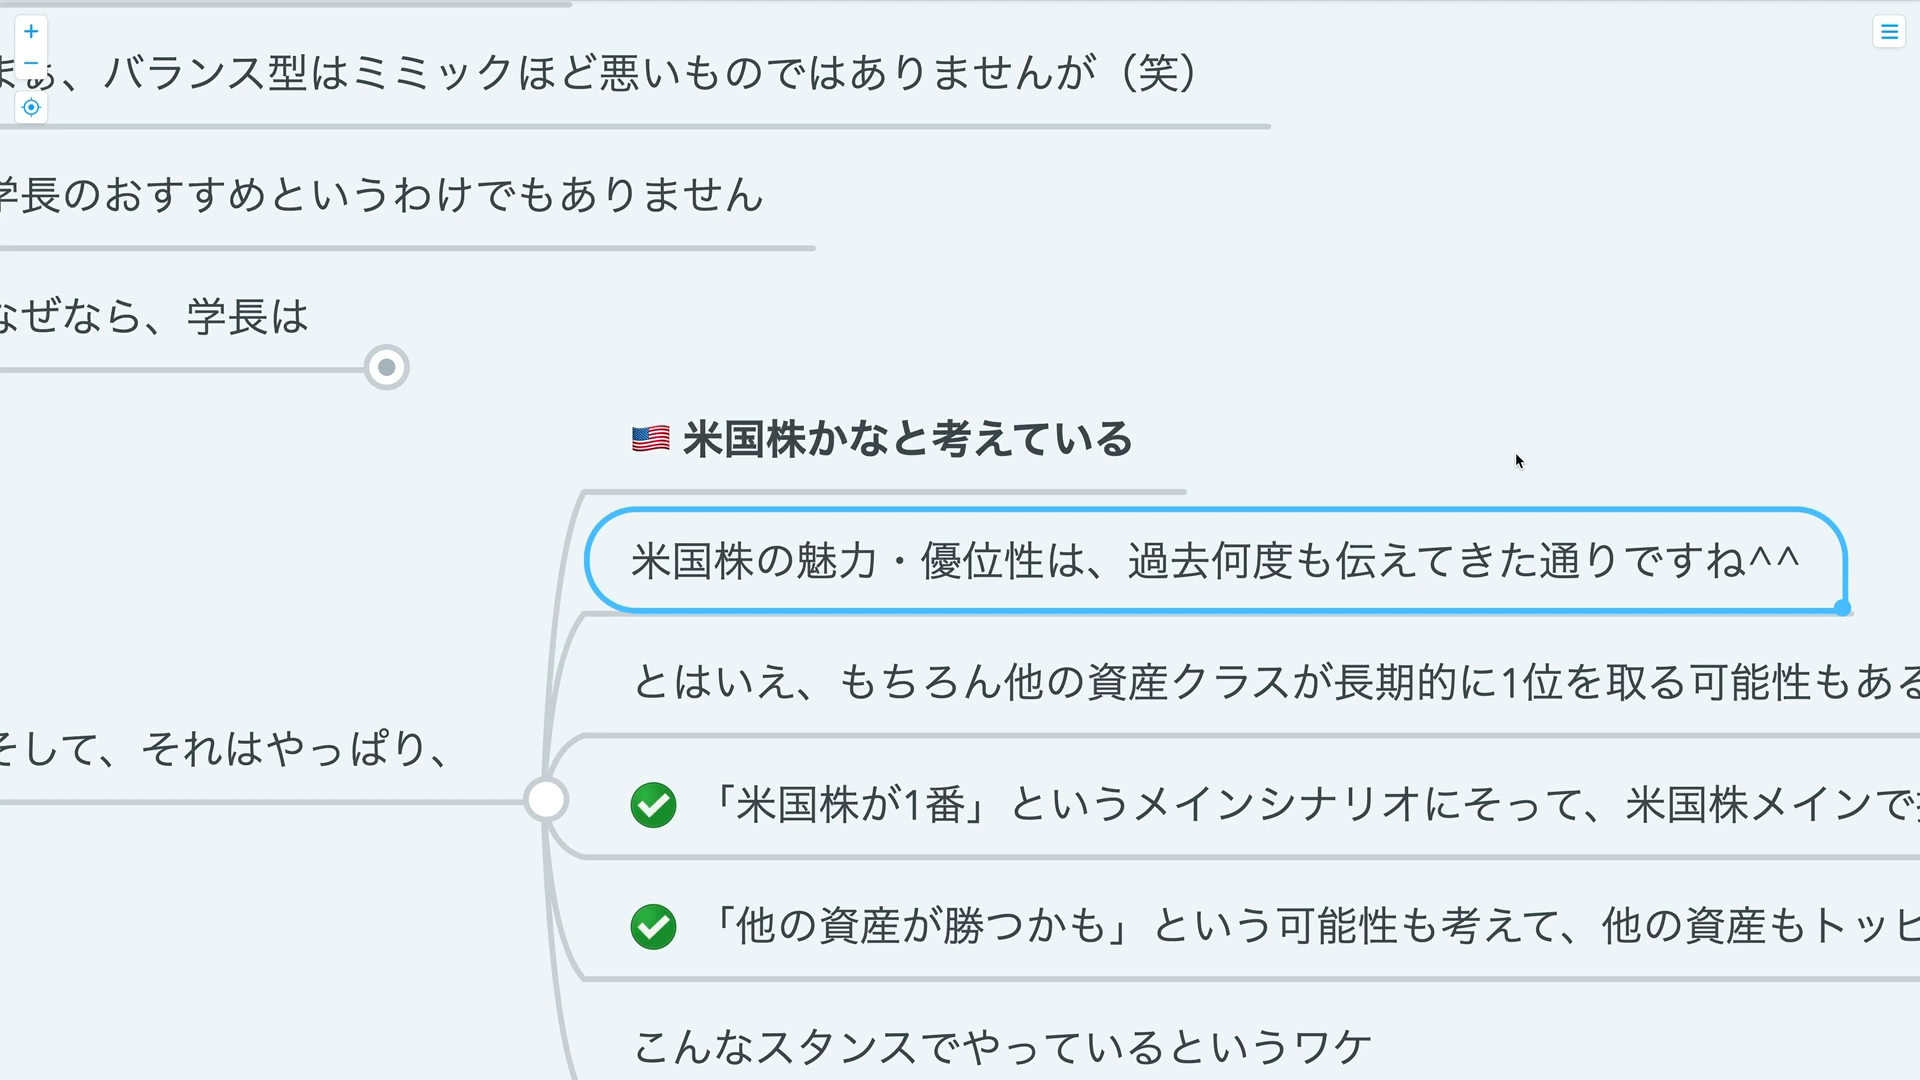 まぁ、バランス型はミミックほど悪いものではありませんが（笑）
学長のおすすめというわけでもありません
なぜなら、学長は
米国株かなと考えている
米国株の魅力・優位性は、過去何度も伝えてきた通りですね^^
とはいえ、もちろん他の資産クラスが長期的に1位を取る可能性もある
そして、それはやっぱり、
「米国株が1番」というメインシナリオにそって、米国株メインで
「他の資産が勝つかも」という可能性も考えて、他の資産もトッピ
こんなスタンスでやっているというワケ